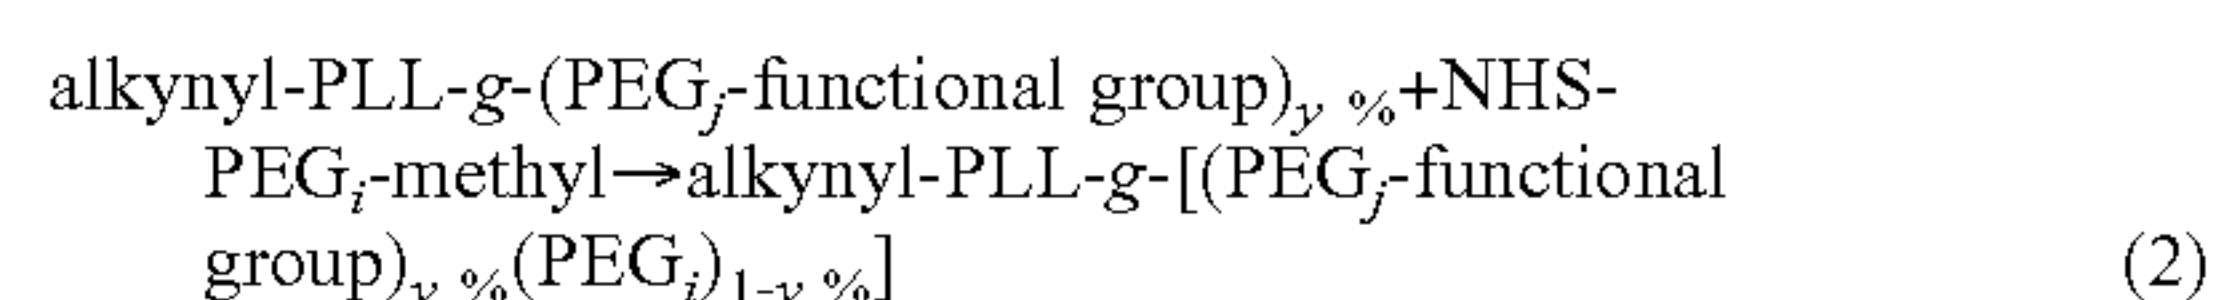 alkynyl-PLL-g-(PEGj-functional group)y %+NHS-
PEGi-methyl→alkynyl-PLL-g-[(PEGj-functional
group)y %(PEGi)1-y %] (2)